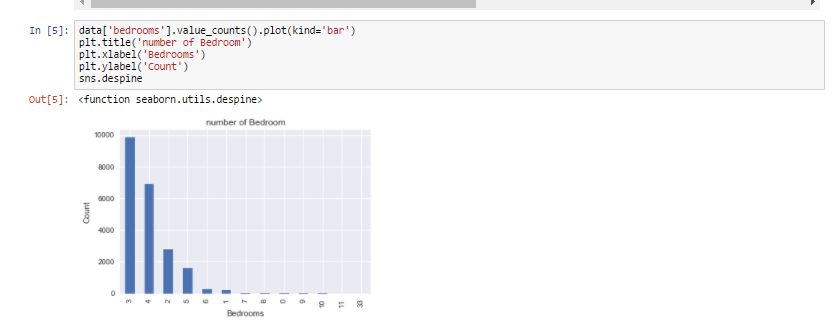 In [5]: data['bedrooms'].value_counts().plot(kind='bar')
plt.title('number of Bedroom')
plt.xlabel('Bedrooms')
plt.ylabel('Count')
sns.despine
Out[5]: <function seaborn.utils.despine>
number of Bedroom
10000
8000
6000
4000
2000
0
Count
3 4 2 5 6 1 7 8 0 9 10 11 33
Bedrooms